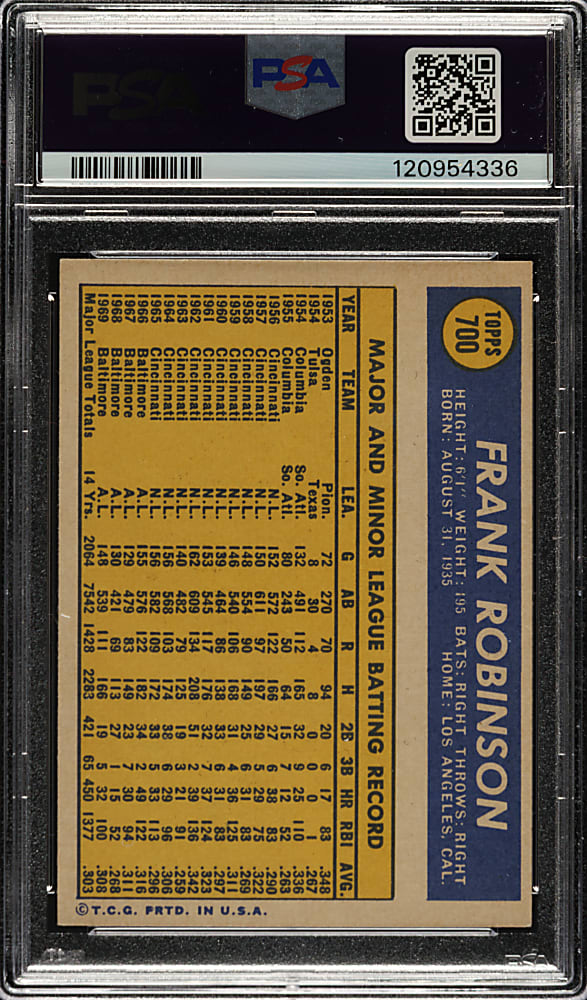 PSA
PSA
120954336
TOPPS
700
FRANK ROBINSON
HEIGHT: 6'1" WEIGHT: 195 BATS: RIGHT THROWS: RIGHT
BORN: AUGUST 31, 1935 HOME: LOS ANGELES, CAL.
MAJOR AND MINOR LEAGUE BATTING RECORD
YEAR TEAM LEA. G AB R H 2B 3B HR RBI AVG.
1953 Ogden Pion. 72 270 70 94 20 6 17 83 .348
1954 Tulsa Texas 8 30 4 8 0 0 0 1 .267
1954 Columbia So. Atl. 132 491 112 165 32 9 25 110 .336
1955 Columbia So. Atl. 80 243 50 64 15 7 12 52 .263
1956 Cincinnati N.L. 152 572 122 166 27 6 38 83 .290
1957 Cincinnati N.L. 150 611 97 197 29 5 29 75 .322
1958 Cincinnati N.L. 148 554 90 149 25 6 31 83 .269
1959 Cincinnati N.L. 146 540 106 168 31 4 36 125 .311
1960 Cincinnati N.L. 139 464 86 138 33 6 31 83 .297
1961 Cincinnati N.L. 153 545 117 176 32 7 37 124 .323
1962 Cincinnati N.L. 162 609 134 208 51 2 39 136 .342
1963 Cincinnati N.L. 140 482 79 125 19 3 21 91 .259
1964 Cincinnati N.L. 156 568 103 174 38 6 29 96 .306
1965 Cincinnati N.L. 156 582 109 172 33 5 33 113 .296
1966 Baltimore A.L. 155 576 122 182 34 2 49 122 .316
1967 Baltimore A.L. 129 479 83 149 23 7 30 94 .311
1968 Baltimore A.L. 130 421 69 113 27 1 15 52 .268
1969 Baltimore A.L. 148 539 111 166 19 5 32 100 .308
Major League Totals 14 Yrs. 2064 7542 1428 2283 421 65 450 1377 .303
© T.C.G. PRTD. IN U.S.A.
PSA